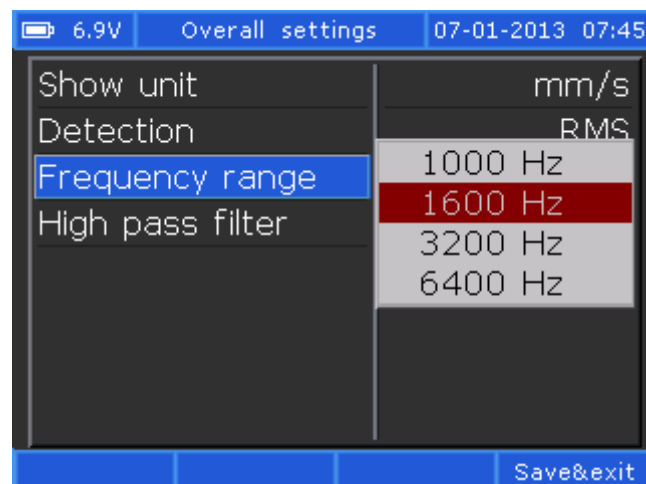 6.9V Overall settings 07-01-2013 07:45
Show unit mm/s
Detection RMS
Frequency range
1000 Hz
1600 Hz
High pass filter
3200 Hz
6400 Hz
Save&exit